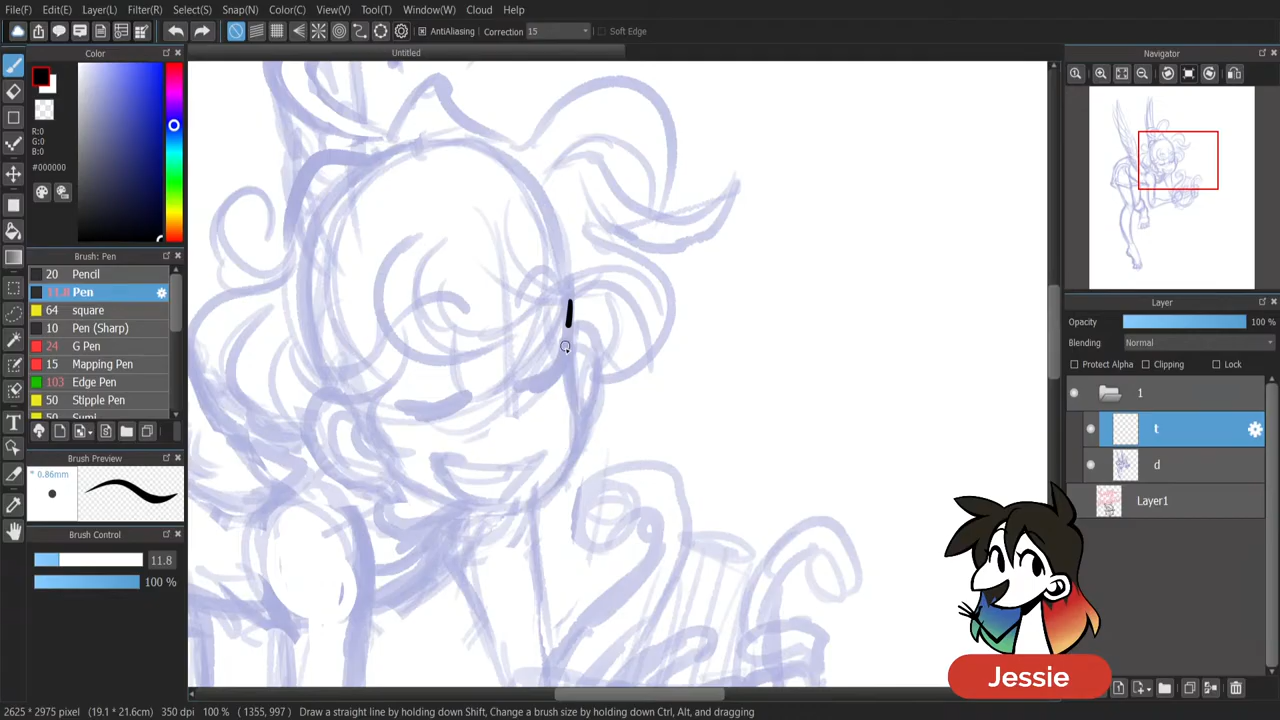 File(F) Edit(E) Layer(L) Filter(R) Select(S) Snap(N) Color(C) View(V) Tool(T) Window(W) Cloud Help
AntiAliasing Correction 15 Soft Edge
Color
Untitled
Navigator
R:0
G:0
B:0
#000000
Brush: Pen
20 Pencil
11.8 Pen
64 square
10 Pen (Sharp)
24 G Pen
15 Mapping Pen
103 Edge Pen
50 Stipple Pen
50 Sumi
Brush Preview
* 0.86mm
Brush Control
11.8
100 %
Layer
Opacity 100 %
Blending Normal
Protect Alpha Clipping Lock
1
t
d
Layer1
Jessie
2625 * 2975 pixel (19.1 * 21.6cm) 350 dpi 100 % ( 1355, 997 ) Draw a straight line by holding down Shift, Change a brush size by holding down Ctrl, Alt, and dragging